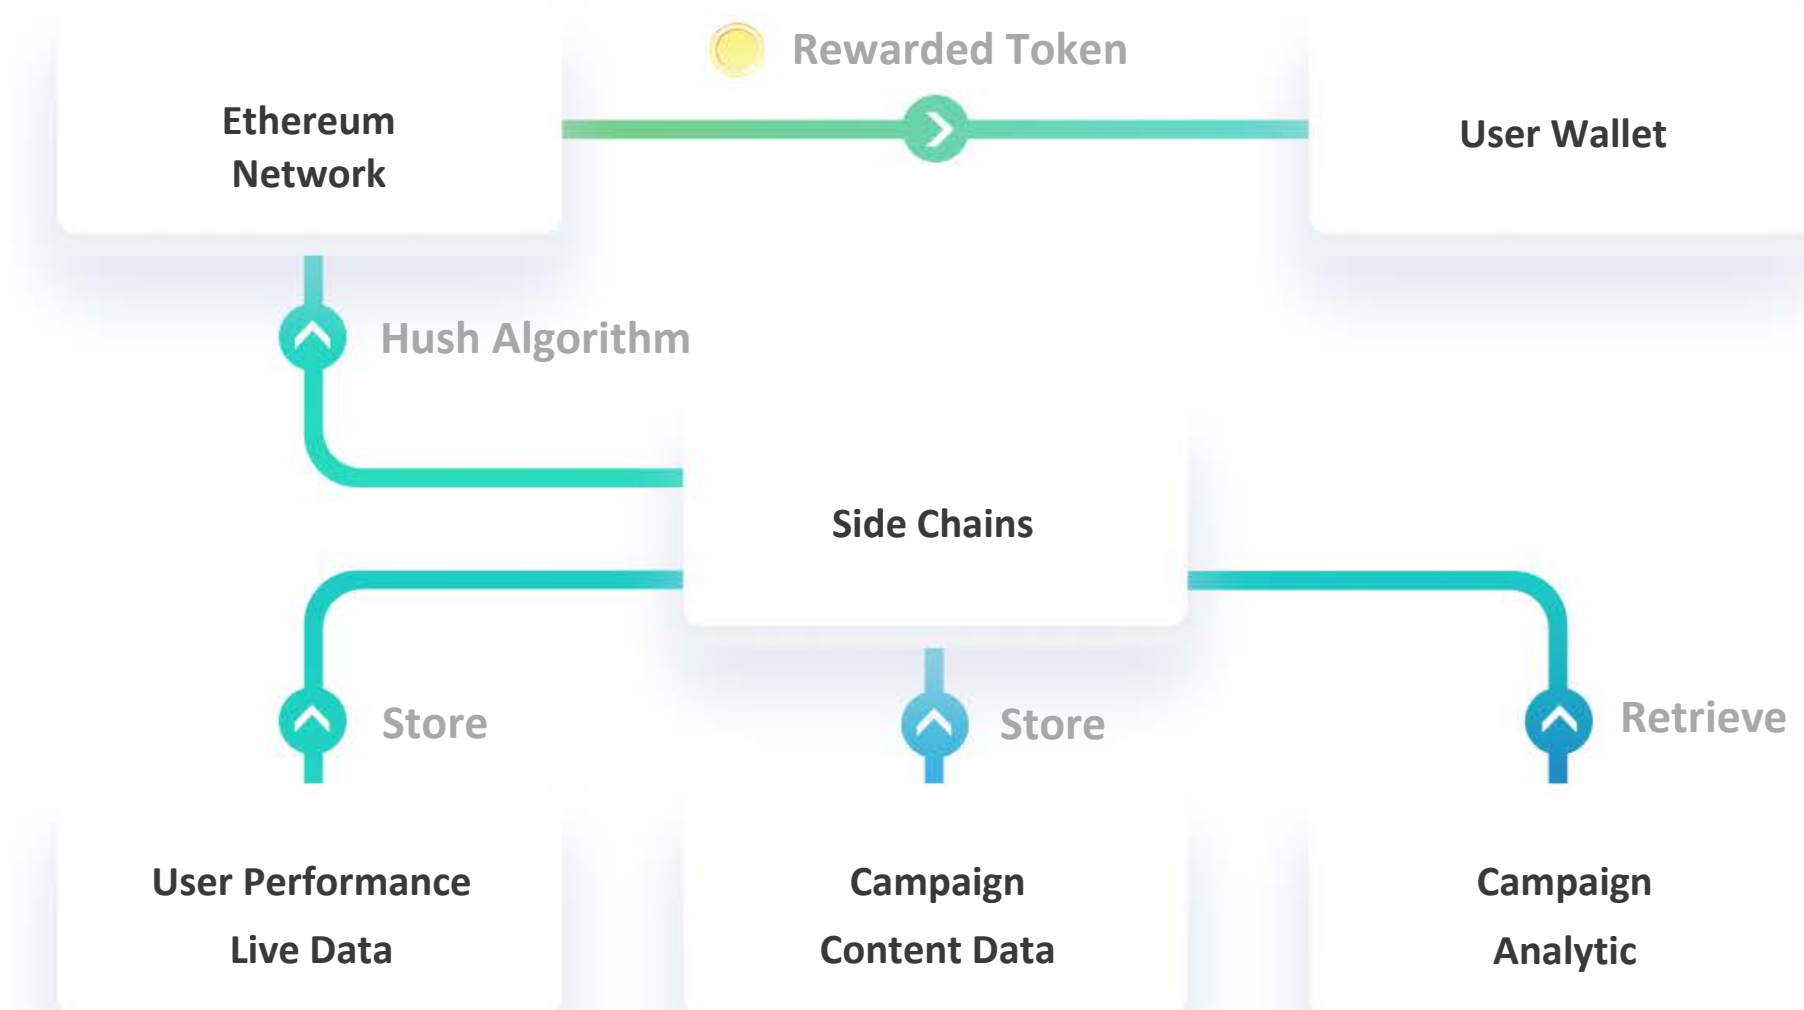 Rewarded Token
Ethereum
Network
User Wallet
Hush Algorithm
Side Chains
Store
Store
Retrieve
User Performance
Live Data
Campaign
Content Data
Campaign
Analytic